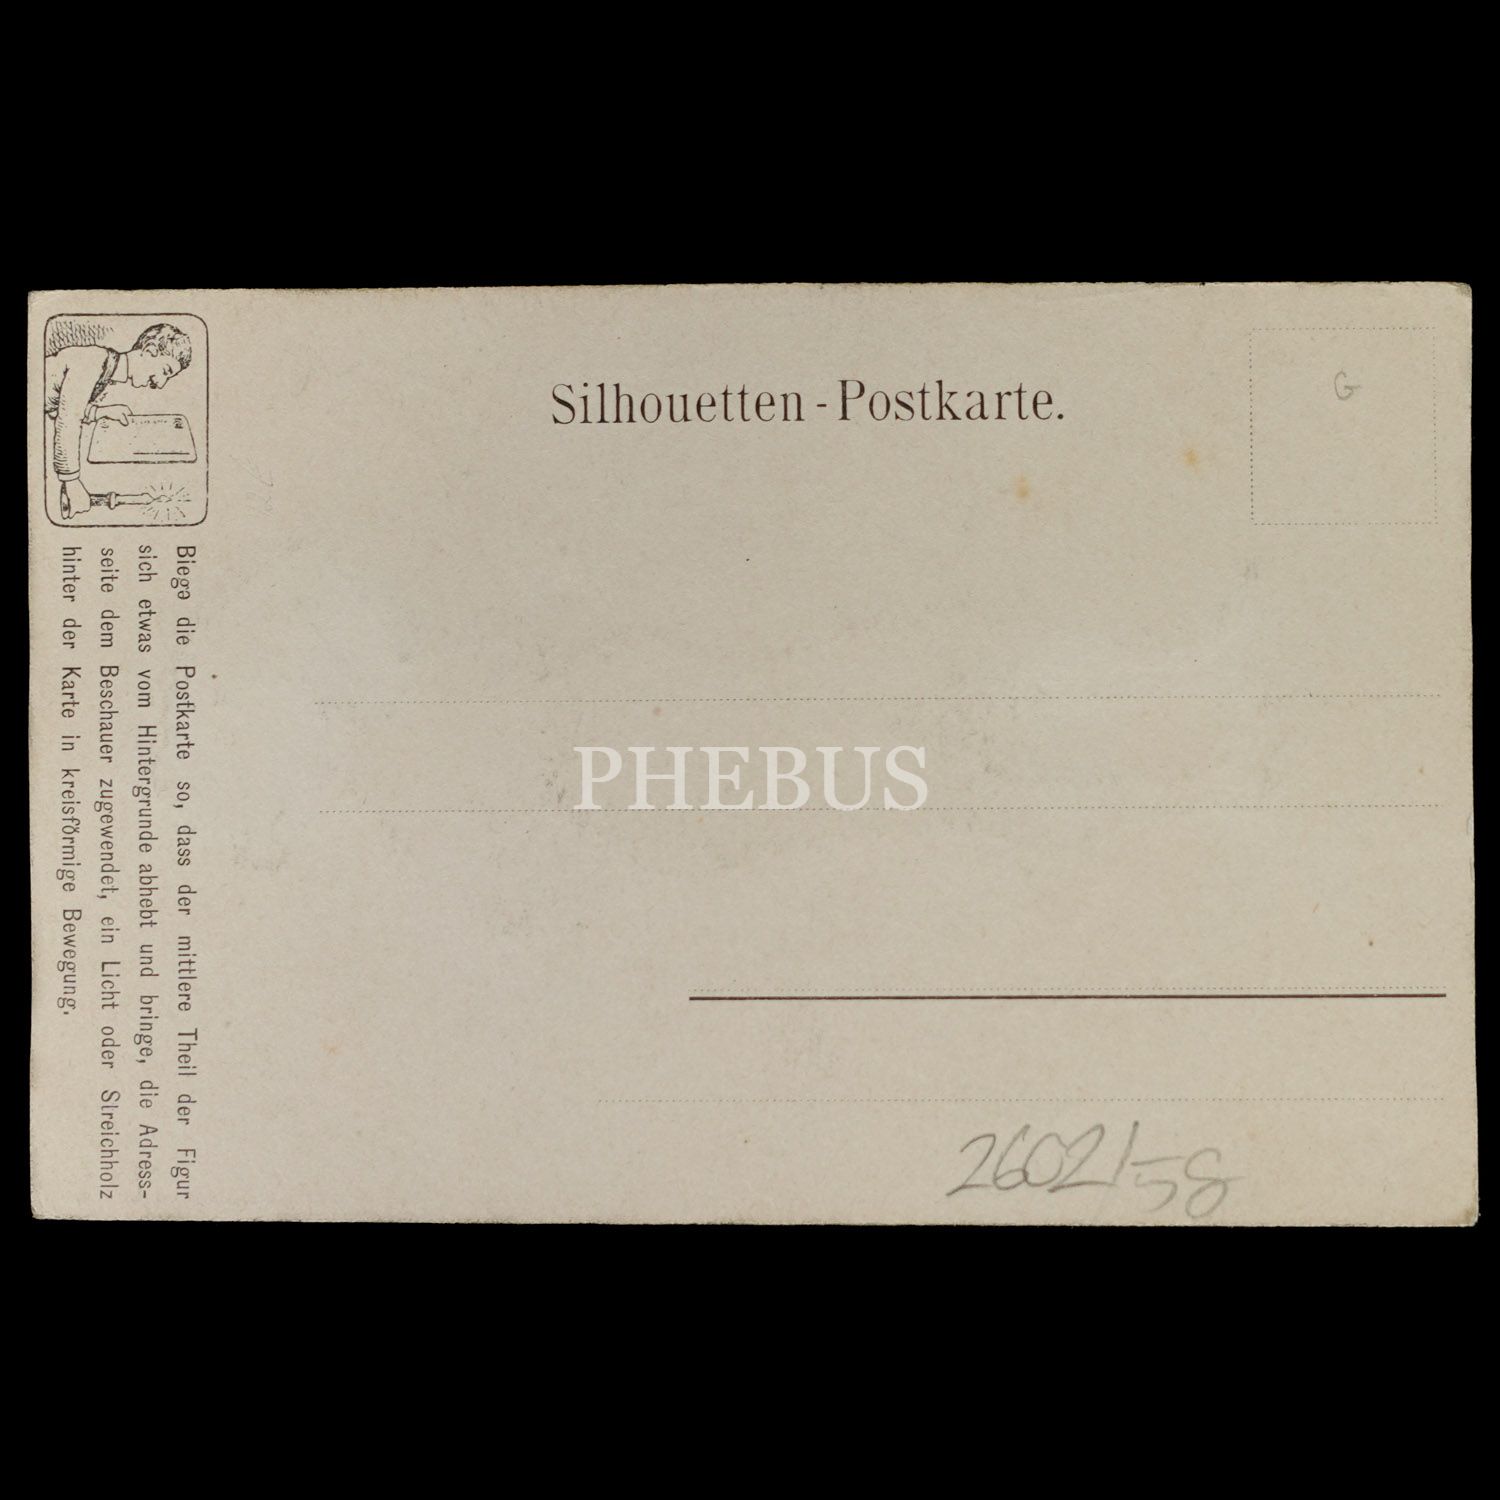 Silhouetten-Postkarte.
G
Biege die Postkarte so, dass der mittlere Theil der Figur
sich etwas vom Hintergrunde abhebt und bringe, die Adress-
seite dem Beschauer zugewendet, ein Licht oder Streichholz
hinter der Karte in kreisförmige Bewegung.
PHEBUS
2602/58